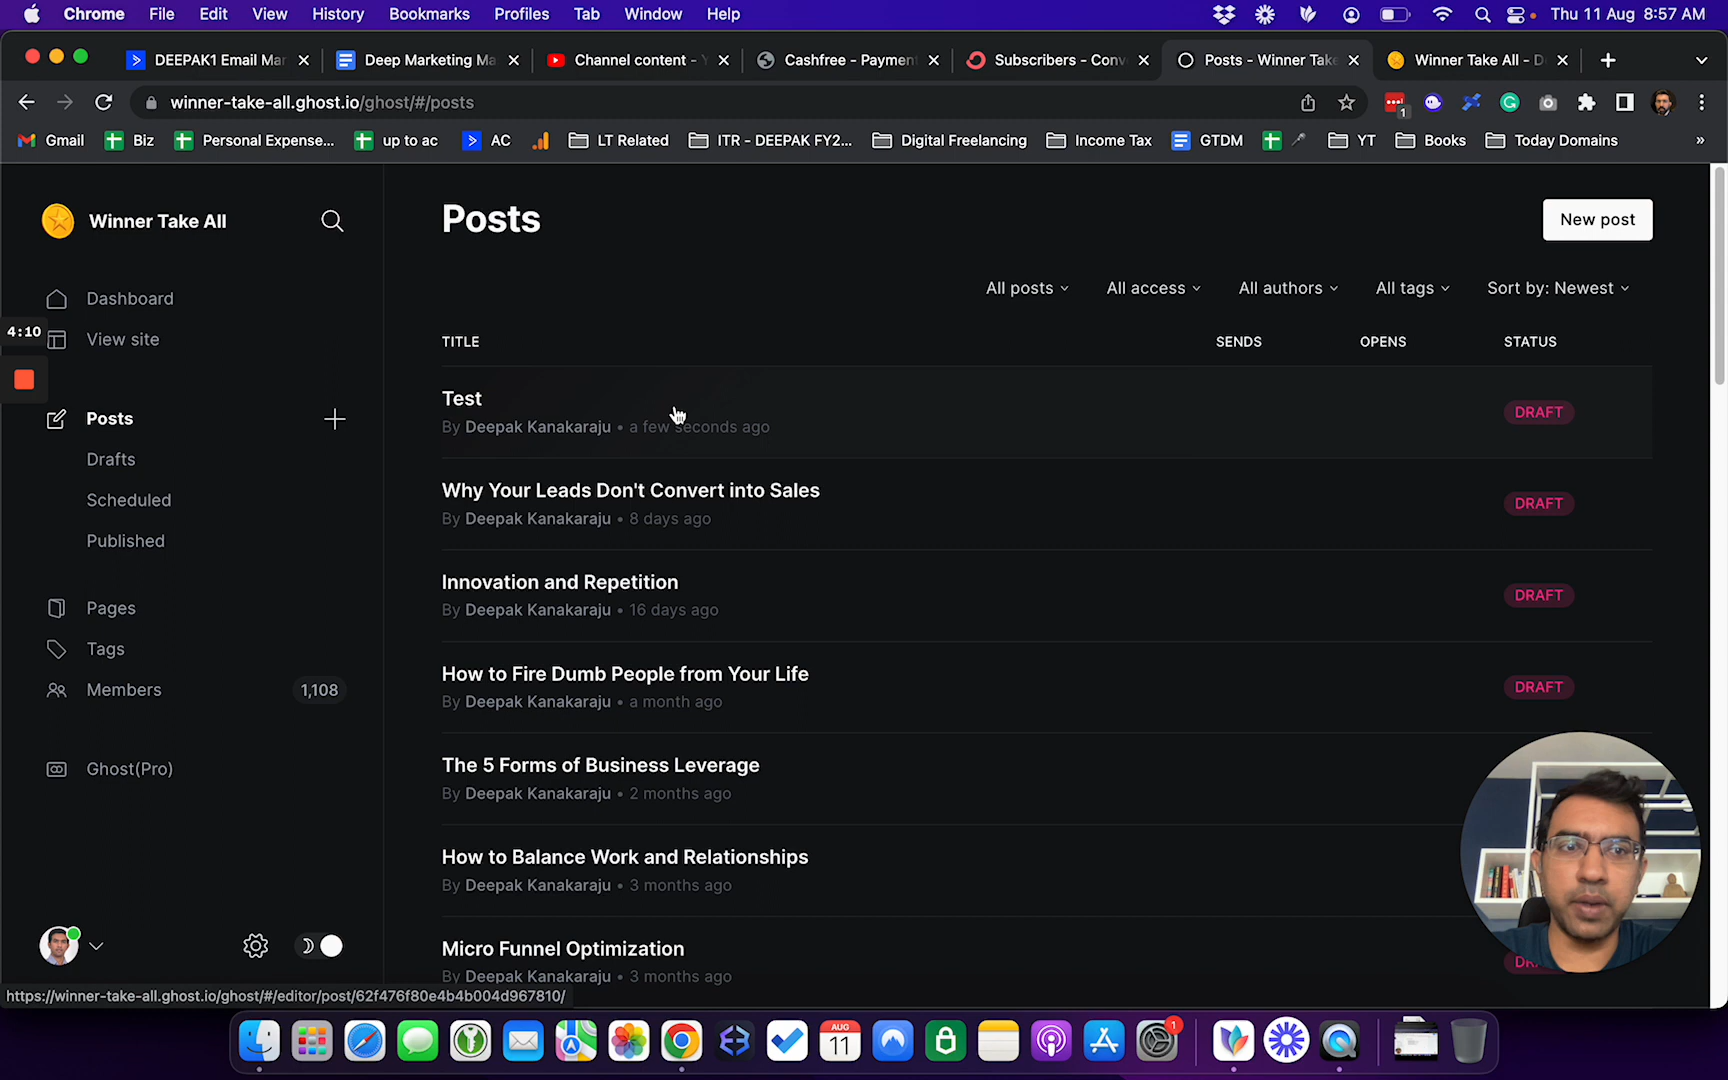 Chrome File Edit View History Bookmarks Profiles Tab Window Help Thu 11 Aug 8:57 AM
DEEPAK1 Email Mar Deep Marketing Ma Channel content - Y Cashfree - Payment Subscribers - Conv Posts - Winner Take Winner Take All - D
winner-take-all.ghost.io/ghost/#/posts 1
Gmail Biz Personal Expense... up to ac AC LT Related ITR - DEEPAK FY2... Digital Freelancing Income Tax GTDM YT Books Today Domains »
Winner Take All
Dashboard
4:10
View site
Posts
Drafts
Scheduled
Published
Pages
Tags
Members 1,108
Ghost(Pro)
Posts New post
All posts All access All authors All tags Sort by: Newest
TITLE SENDS OPENS STATUS
Test
By Deepak Kanakaraju • a few seconds ago
DRAFT
Why Your Leads Don't Convert into Sales
By Deepak Kanakaraju • 8 days ago
DRAFT
Innovation and Repetition
By Deepak Kanakaraju • 16 days ago
DRAFT
How to Fire Dumb People from Your Life
By Deepak Kanakaraju • a month ago
DRAFT
The 5 Forms of Business Leverage
By Deepak Kanakaraju • 2 months ago
How to Balance Work and Relationships
By Deepak Kanakaraju • 3 months ago
Micro Funnel Optimization
By Deepak Kanakaraju • 3 months ago
https://winner-take-all.ghost.io/ghost/#/editor/post/62f476f80e4b4b004d967810/
AUG
11
1